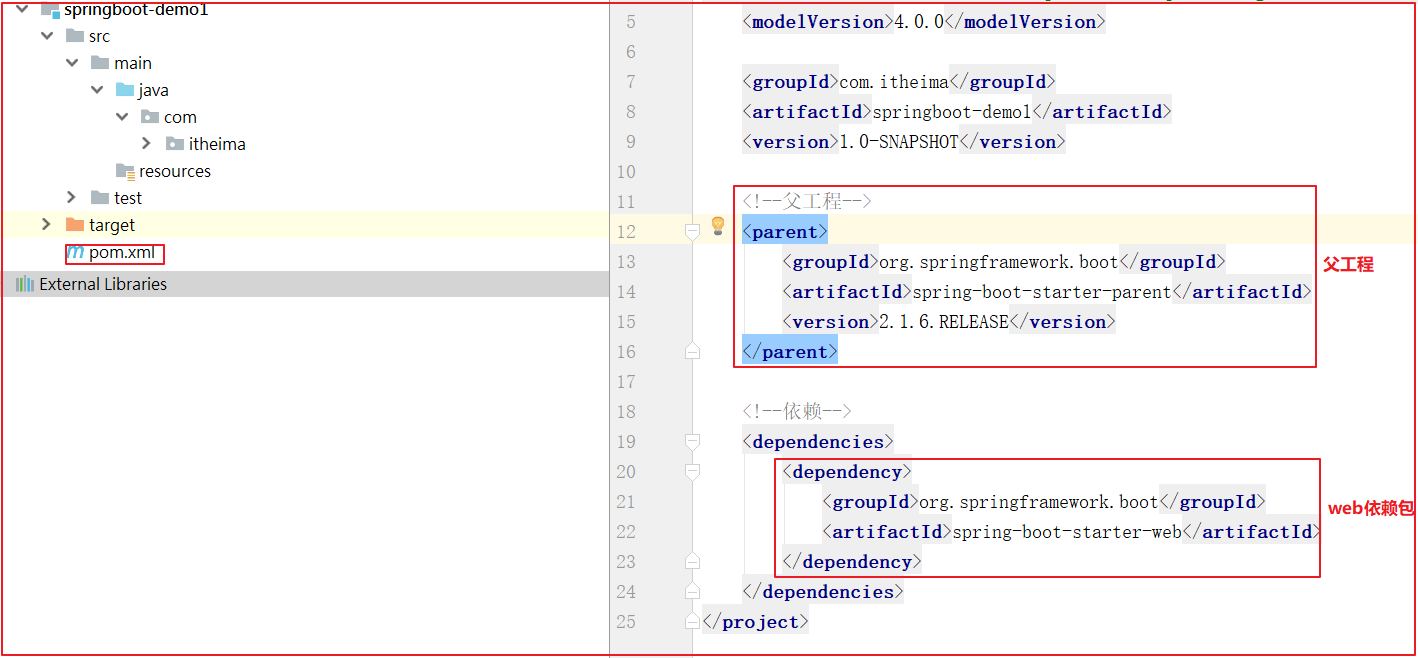 springboot-demo1
src
main
java
com
itheima
resources
test
target
pom.xml
External Libraries
5 <modelVersion>4.0.0</modelVersion>
6
7 <groupId>com.itheima</groupId>
8 <artifactId>springboot-demo1</artifactId>
9 <version>1.0-SNAPSHOT</version>
10
11 <!--父工程-->
12 <parent>
13 <groupId>org.springframework.boot</groupId>
14 <artifactId>spring-boot-starter-parent</artifactId>
15 <version>2.1.6.RELEASE</version>
16 </parent>
父工程
17
18 <!--依赖-->
19 <dependencies>
20 <dependency>
21 <groupId>org.springframework.boot</groupId>
22 <artifactId>spring-boot-starter-web</artifactId>
23 </dependency>
web依赖包
24 </dependencies>
25 </project>